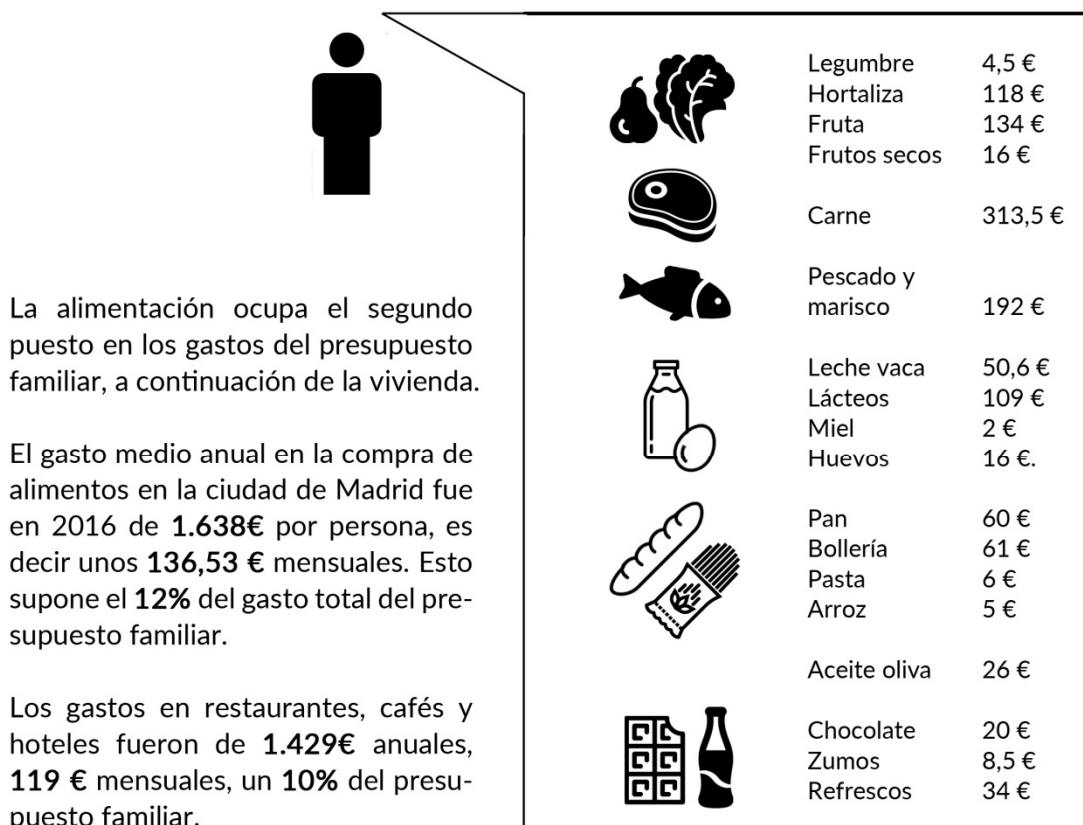 La alimentación ocupa el segundo
puesto en los gastos del presupuesto
familiar, a continuación de la vivienda.
El gasto medio anual en la compra de
alimentos en la ciudad de Madrid fue
en 2016 de 1.638€ por persona, es
decir unos 136,53 € mensuales. Esto
supone el 12% del gasto total del pre-
supuesto familiar.
Los gastos en restaurantes, cafés y
hoteles fueron de 1.429€ anuales,
119 € mensuales, un 10% del presu-
puesto familiar.
Legumbre 4,5 €
Hortaliza 118 €
Fruta 134 €
Frutos secos 16 €
Carne 313,5 €
Pescado y
marisco 192 €
Leche vaca 50,6 €
Lácteos 109 €
Miel 2 €
Huevos 16 €.
Pan 60 €
Bollería 61 €
Pasta 6 €
Arroz 5 €
Aceite oliva 26 €
Chocolate 20 €
Zumos 8,5 €
Refrescos 34 €